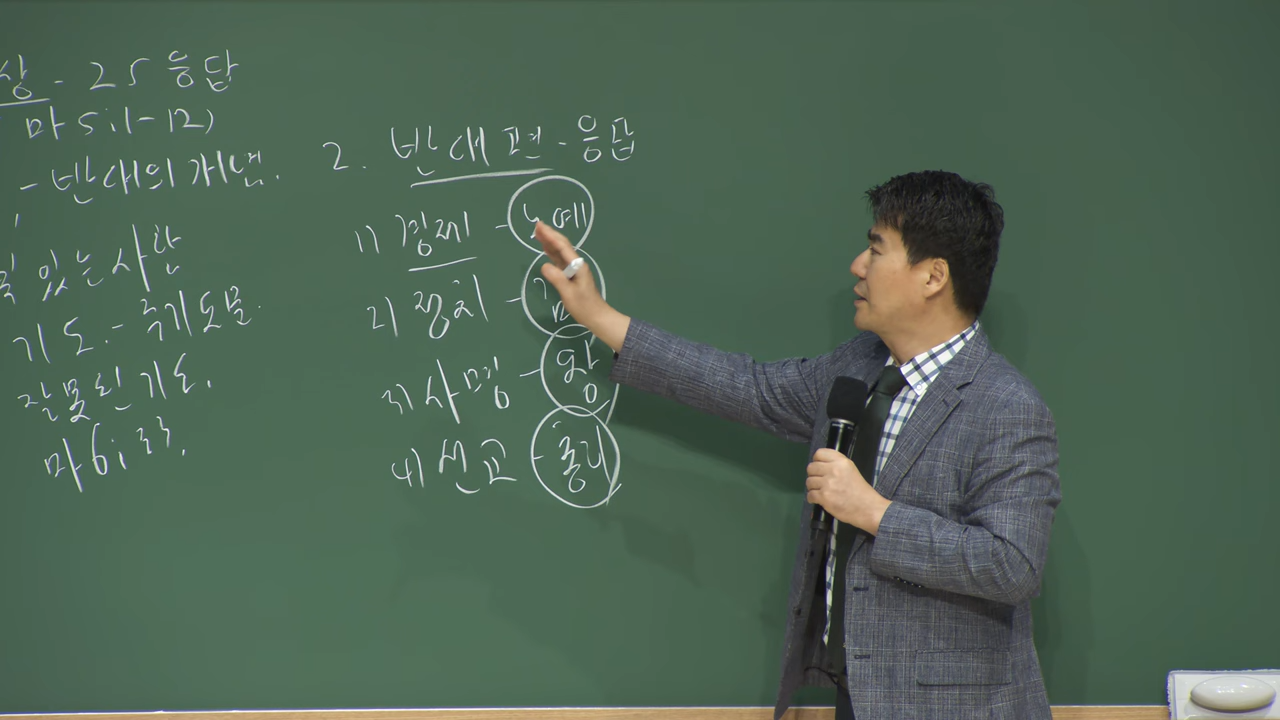 상 - 25 응답
마 5:1-12)
- 반대의 개념.
있는 사람
기도. - 축기도문.
잘못된 기도.
마 6:33.
2. 반대편 - 응답
1) 경제 - 노예
2) 정치 -
3) 사명 - 왕
4) 선교 - 총리